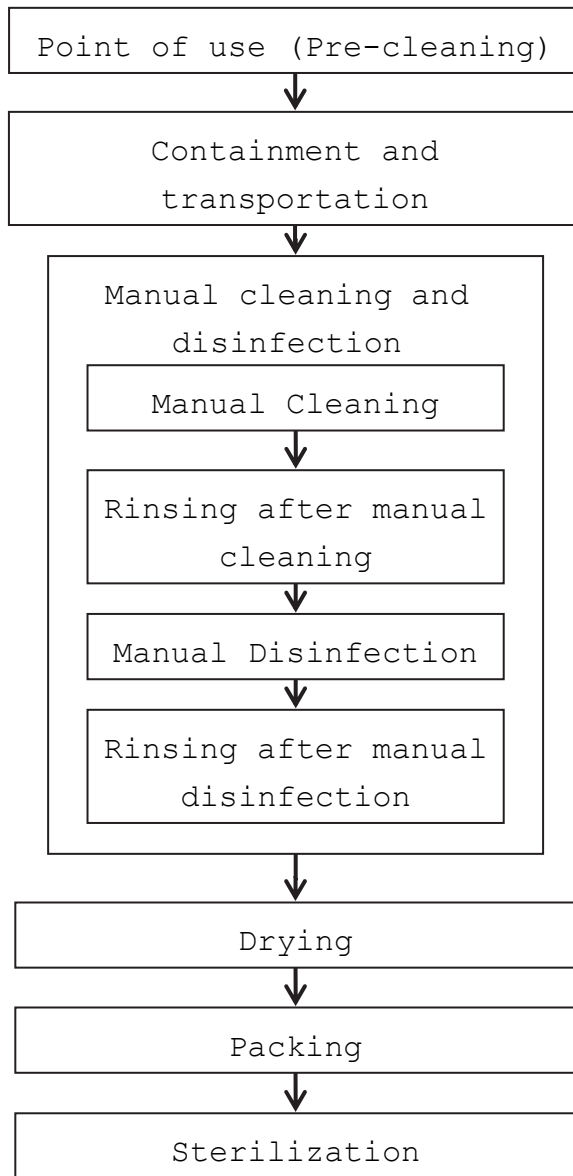 Point of use (Pre-cleaning)
Containment and
transportation
Manual cleaning and
disinfection
Manual Cleaning
Rinsing after manual
cleaning
Manual Disinfection
Rinsing after manual
disinfection
Drying
Packing
Sterilization